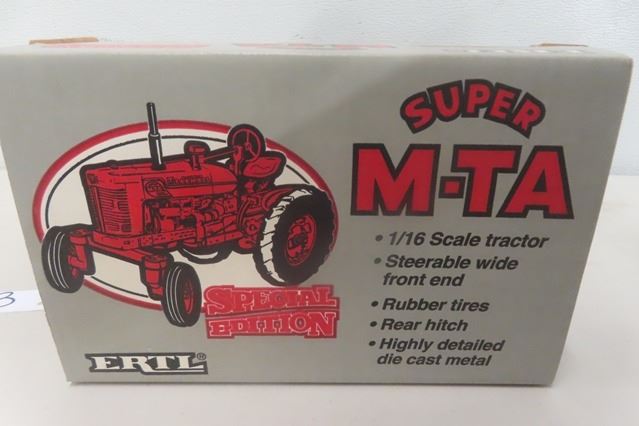 SUPER
M-TA
• 1/16 Scale tractor
• Steerable wide
front end
• Rubber tires
• Rear hitch
• Highly detailed
die cast metal
SPECIAL
EDITION
ERTL®
3